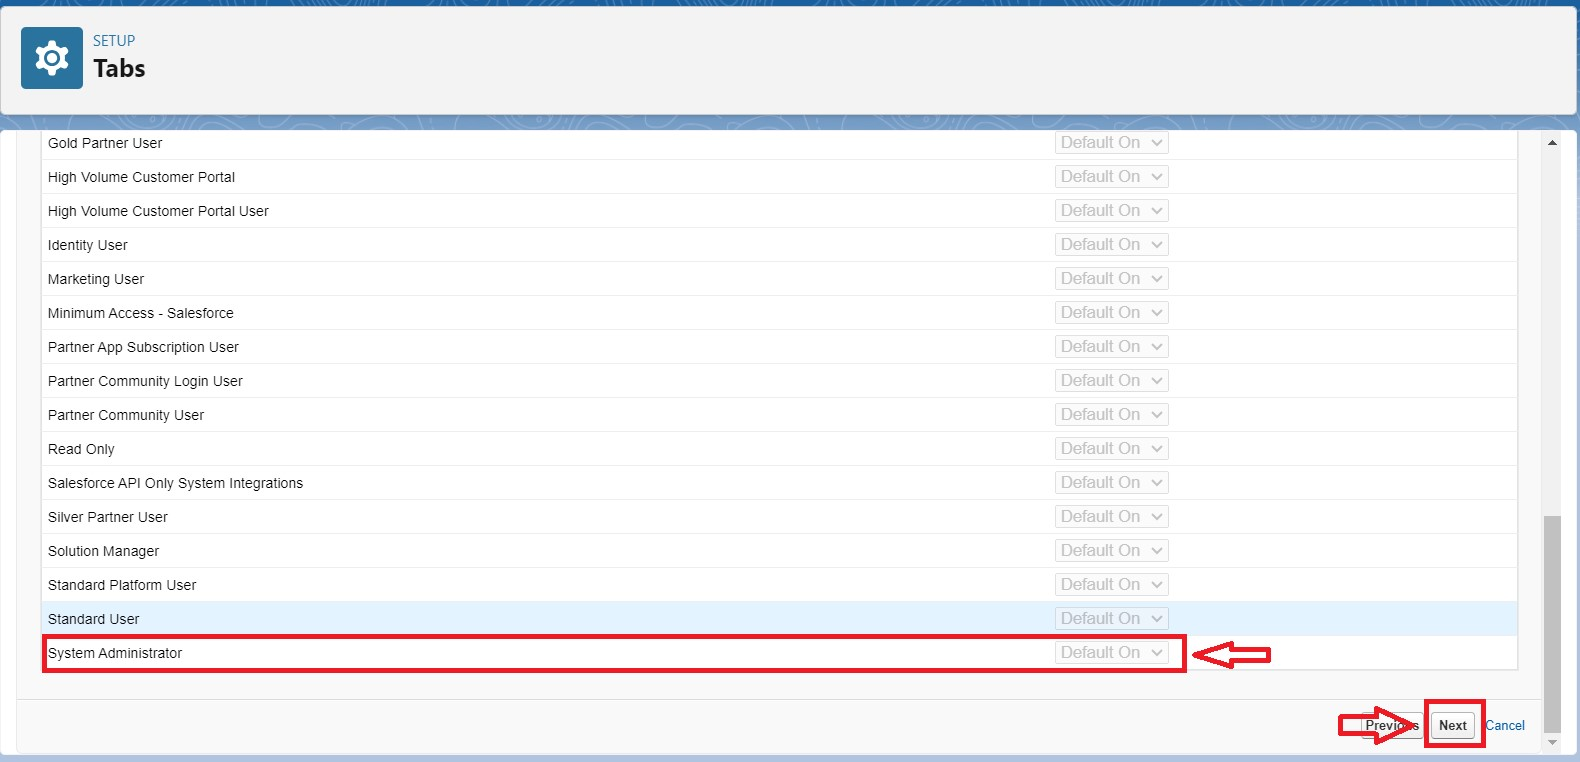 SETUP
Tabs
Gold Partner User Default On
High Volume Customer Portal Default On
High Volume Customer Portal User Default On
Identity User Default On
Marketing User Default On
Minimum Access - Salesforce Default On
Partner App Subscription User Default On
Partner Community Login User Default On
Partner Community User Default On
Read Only Default On
Salesforce API Only System Integrations Default On
Silver Partner User Default On
Solution Manager Default On
Standard Platform User Default On
Standard User Default On
System Administrator Default On
Previous Next Cancel